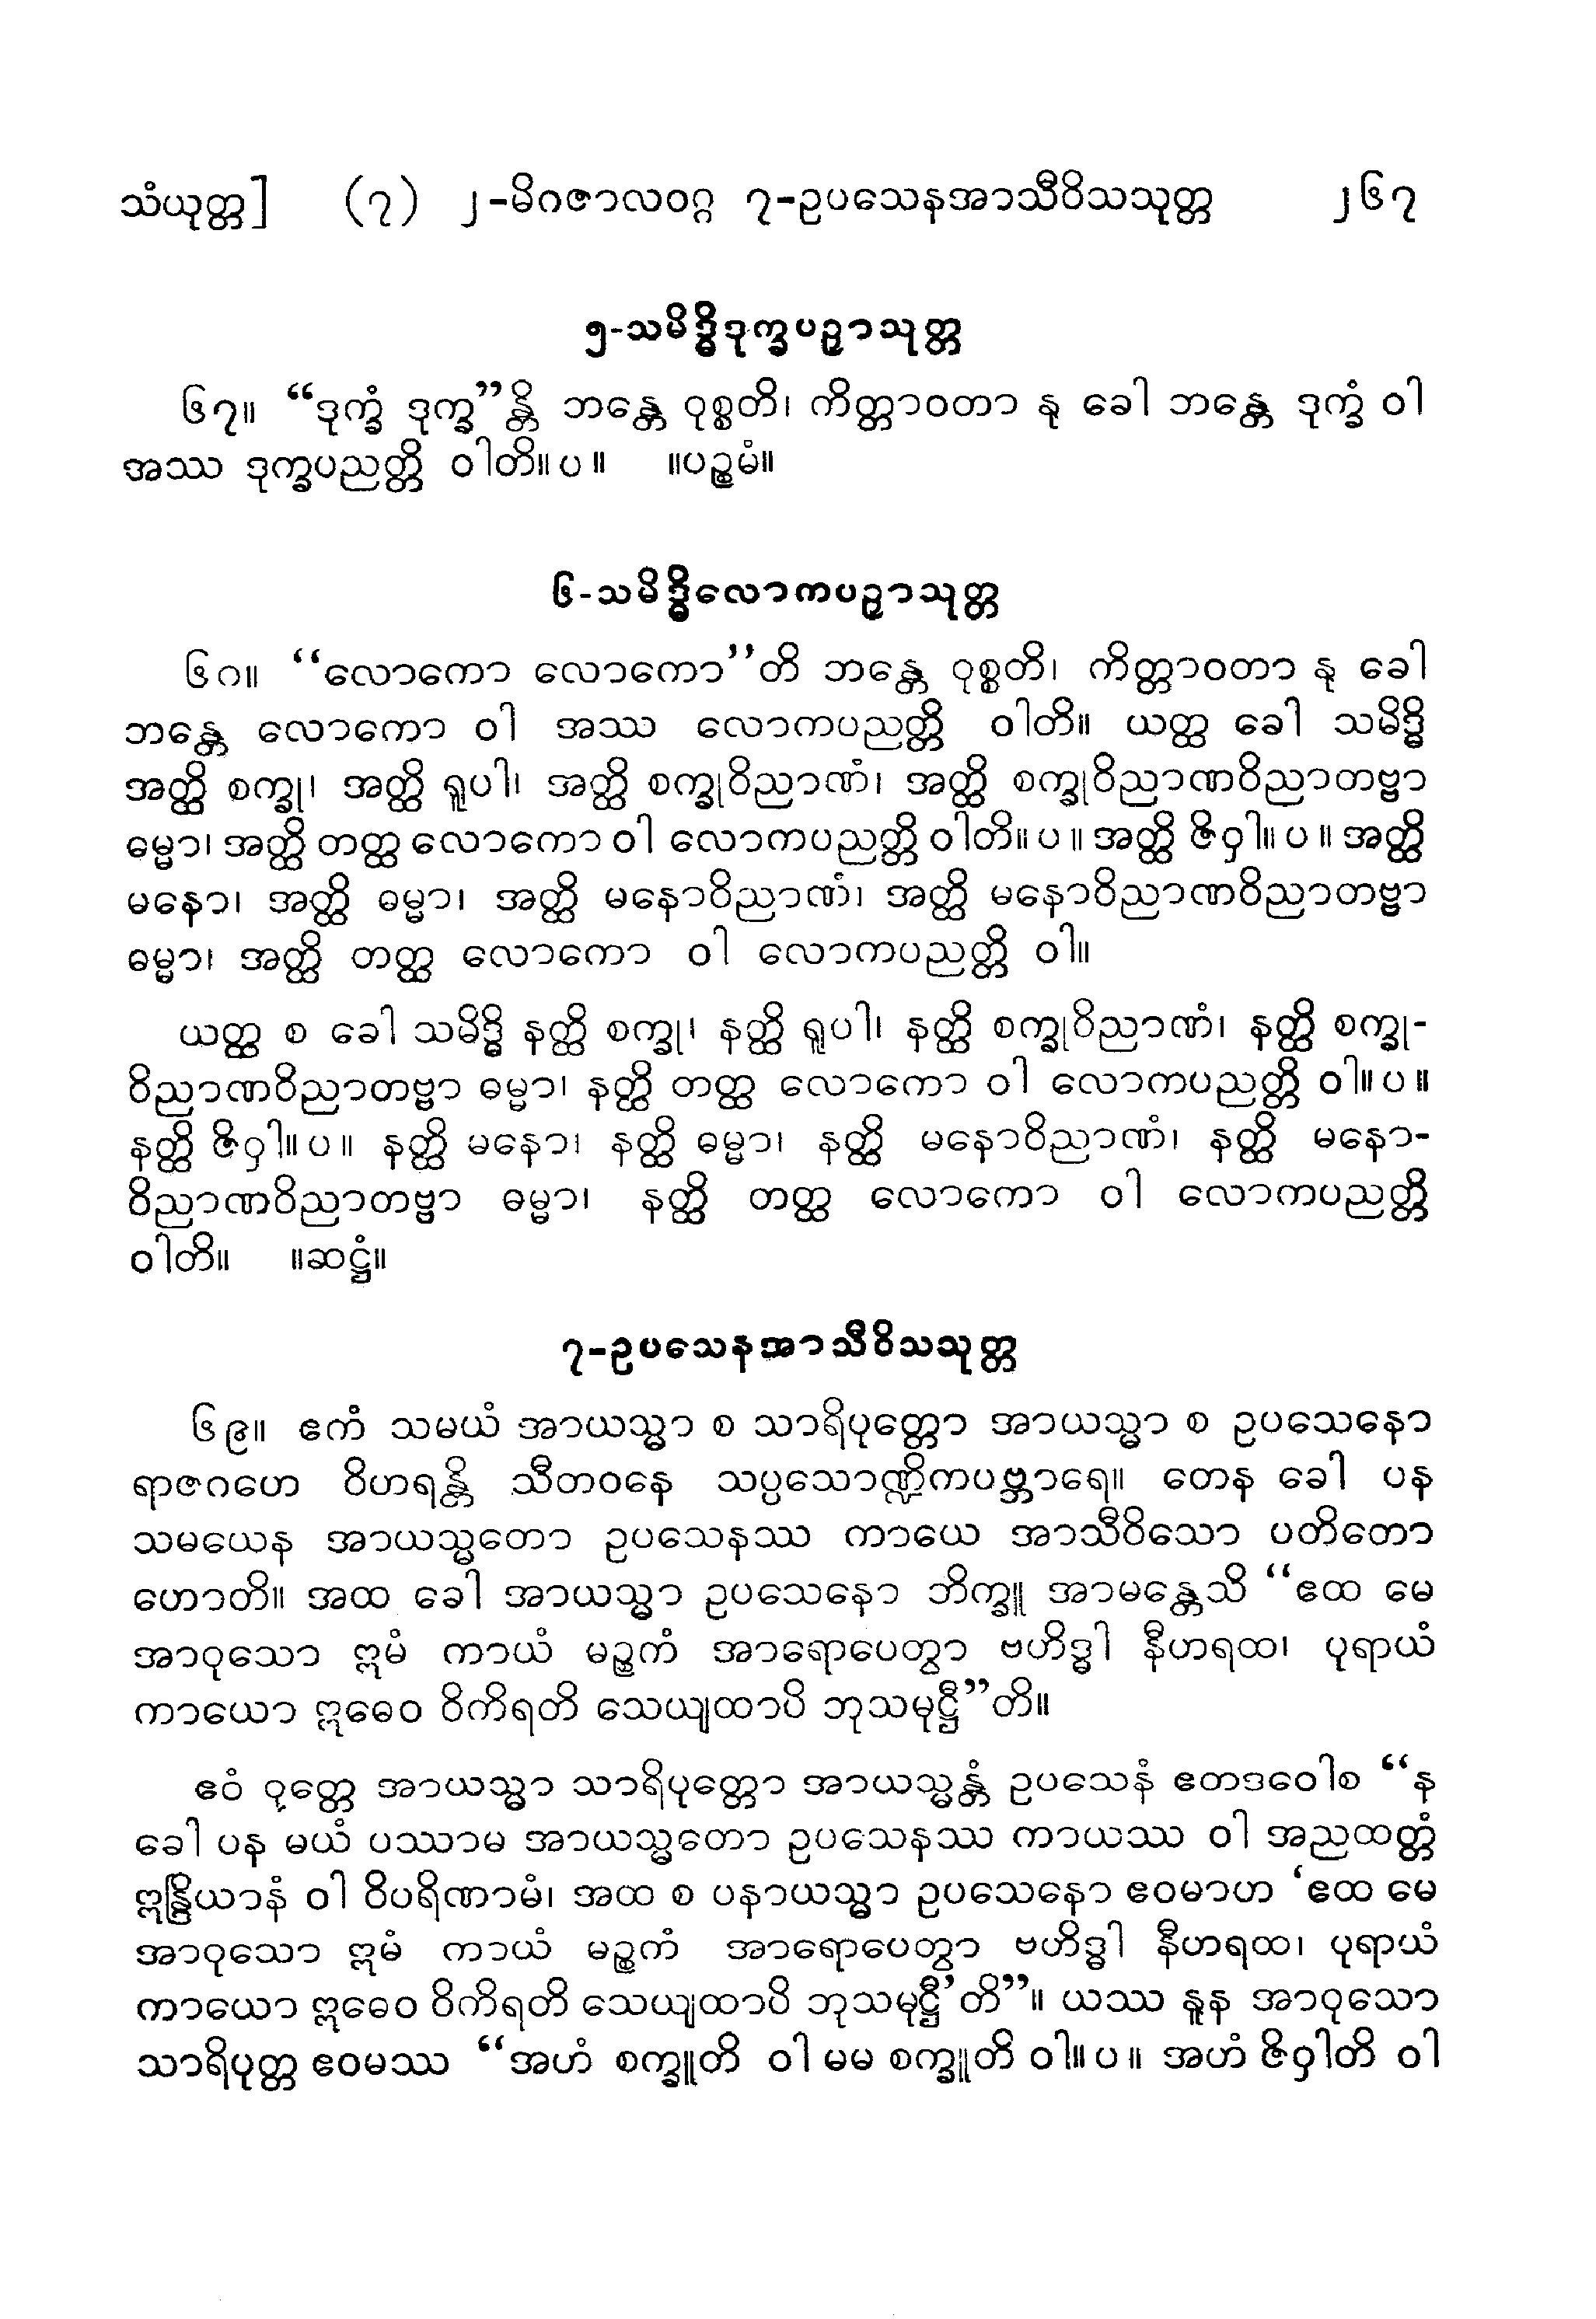 သံယုတ္တ] (၇) ၂-မိဂဇာလဝဂ္ဂ ၇-ဥပသေနအာသီဝိသသုတ္တ ၂၆၇
၅-သမိဒ္ဓိဒုက္ခပဥှာသုတ္တ
၆၇။ “ဒုက္ခံ ဒုက္ခ”န္တိ ဘန္တေ ဝုစ္စတိ၊ ကိတ္တာဝတာ နု ခေါ ဘန္တေ ဒုက္ခံ ဝါ
အဿ ဒုက္ခပညတ္တိ ဝါတိ။ ပ ။ ။ပဉ္စမံ။
၆-သမိဒ္ဓိလောကပဥှာသုတ္တ
၆၈။ “လောကော လောကော”တိ ဘန္တေ ဝုစ္စတိ၊ ကိတ္တာဝတာ နု ခေါ
ဘန္တေ လောကော ဝါ အဿ လောကပညတ္တိ ဝါတိ။ ယတ္ထ ခေါ သမိဒ္ဓိ
အတ္ထိ စက္ခု၊ အတ္ထိ ရူပါ၊ အတ္ထိ စက္ခုဝိညာဏံ၊ အတ္ထိ စက္ခုဝိညာဏဝိညာတဗ္ဗာ
ဓမ္မာ၊ အတ္ထိ တတ္ထ လောကော ဝါ လောကပညတ္တိ ဝါတိ။ ပ ။ အတ္ထိ ဇိဝှါ။ ပ ။ အတ္ထိ
မနော၊ အတ္ထိ ဓမ္မာ၊ အတ္ထိ မနောဝိညာဏံ၊ အတ္ထိ မနောဝိညာဏဝိညာတဗ္ဗာ
ဓမ္မာ၊ အတ္ထိ တတ္ထ လောကော ဝါ လောကပညတ္တိ ဝါ။
ယတ္ထ စ ခေါ သမိဒ္ဓိ နတ္ထိ စက္ခု၊ နတ္ထိ ရူပါ၊ နတ္ထိ စက္ခုဝိညာဏံ၊ နတ္ထိ စက္ခု-
ဝိညာဏဝိညာတဗ္ဗာ ဓမ္မာ၊ နတ္ထိ တတ္ထ လောကော ဝါ လောကပညတ္တိ ဝါ။ ပ ။
နတ္ထိ ဇိဝှါ။ ပ ။ နတ္ထိ မနော၊ နတ္ထိ ဓမ္မာ၊ နတ္ထိ မနောဝိညာဏံ၊ နတ္ထိ မနော-
ဝိညာဏဝိညာတဗ္ဗာ ဓမ္မာ၊ နတ္ထိ တတ္ထ လောကော ဝါ လောကပညတ္တိ
ဝါတိ။ ။ဆဋ္ဌံ။
၇-ဥပသေနအာသီဝိသသုတ္တ
၆၉။ ဧကံ သမယံ အာယသ္မာ စ သာရိပုတ္တော အာယသ္မာ စ ဥပသေနော
ရာဇဂဟေ ဝိဟရန္တိ သီတဝနေ သပ္ပသောဏ္ဍိကပဗ္ဘာရေ။ တေန ခေါ ပန
သမယေန အာယသ္မတော ဥပသေနဿ ကာယေ အာသီဝိသော ပတိတော
ဟောတိ။ အထ ခေါ အာယသ္မာ ဥပသေနော ဘိက္ခူ အာမန္တေသိ “ဧထ မေ
အာဝုသော ဣမံ ကာယံ မဉ္စကံ အာရောပေတွာ ဗဟိဒ္ဓါ နီဟရထ၊ ပုရာယံ
ကာယော ဣဓေဝ ဝိကိရတိ သေယျထာပိ ဘုသမုဋ္ဌီ”တိ။
ဧဝံ ဝုတ္တေ အာယသ္မာ သာရိပုတ္တော အာယသ္မန္တံ ဥပသေနံ ဧတဒဝေါစ “န
ခေါ ပန မယံ ပဿာမ အာယသ္မတော ဥပသေနဿ ကာယဿ ဝါ အညထတ္တံ
ဣန္ဒြိယာနံ ဝါ ဝိပရိဏာမံ၊ အထ စ ပနာယသ္မာ ဥပသေနော ဧဝမာဟ ‘ဧထ မေ
အာဝုသော ဣမံ ကာယံ မဉ္စကံ အာရောပေတွာ ဗဟိဒ္ဓါ နီဟရထ၊ ပုရာယံ
ကာယော ဣဓေဝ ဝိကိရတိ သေယျထာပိ ဘုသမုဋ္ဌီ’တိ”။ ယဿ နူန အာဝုသော
သာရိပုတ္တ ဧဝမဿ “အဟံ စက္ခူတိ ဝါ မမ စက္ခူတိ ဝါ။ ပ ။ အဟံ ဇိဝှါတိ ဝါ